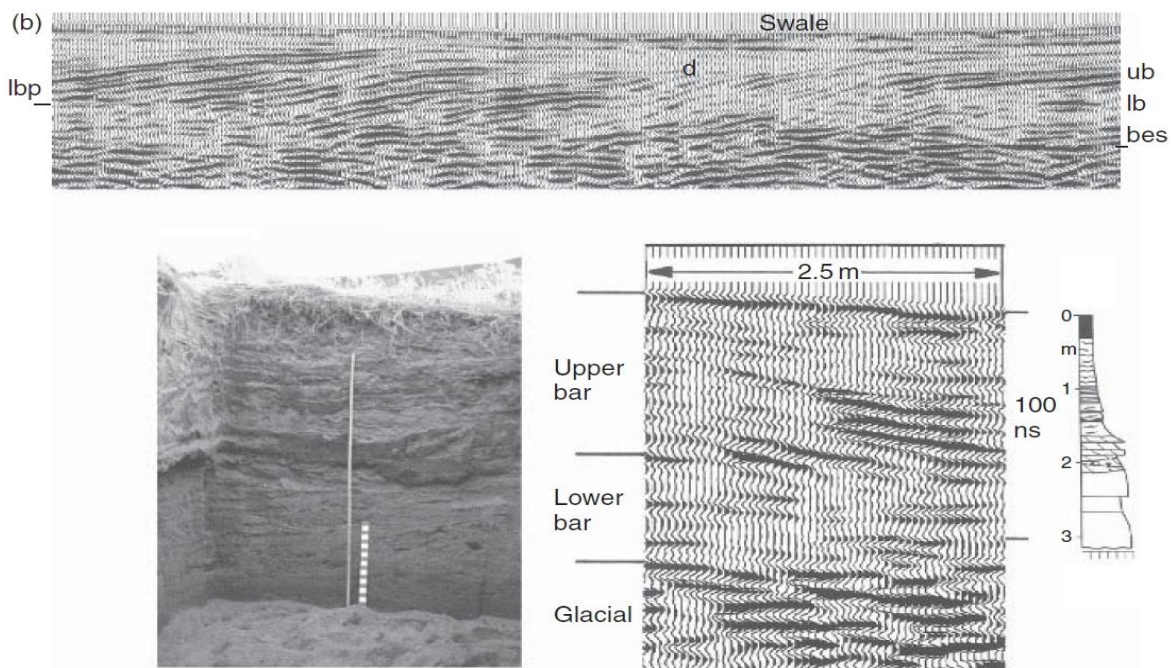 (b)
Swale
d
lbp
ub
lb
bes
2.5 m
Upper
bar
Lower
bar
Glacial
100
ns
0
m
1
2
3